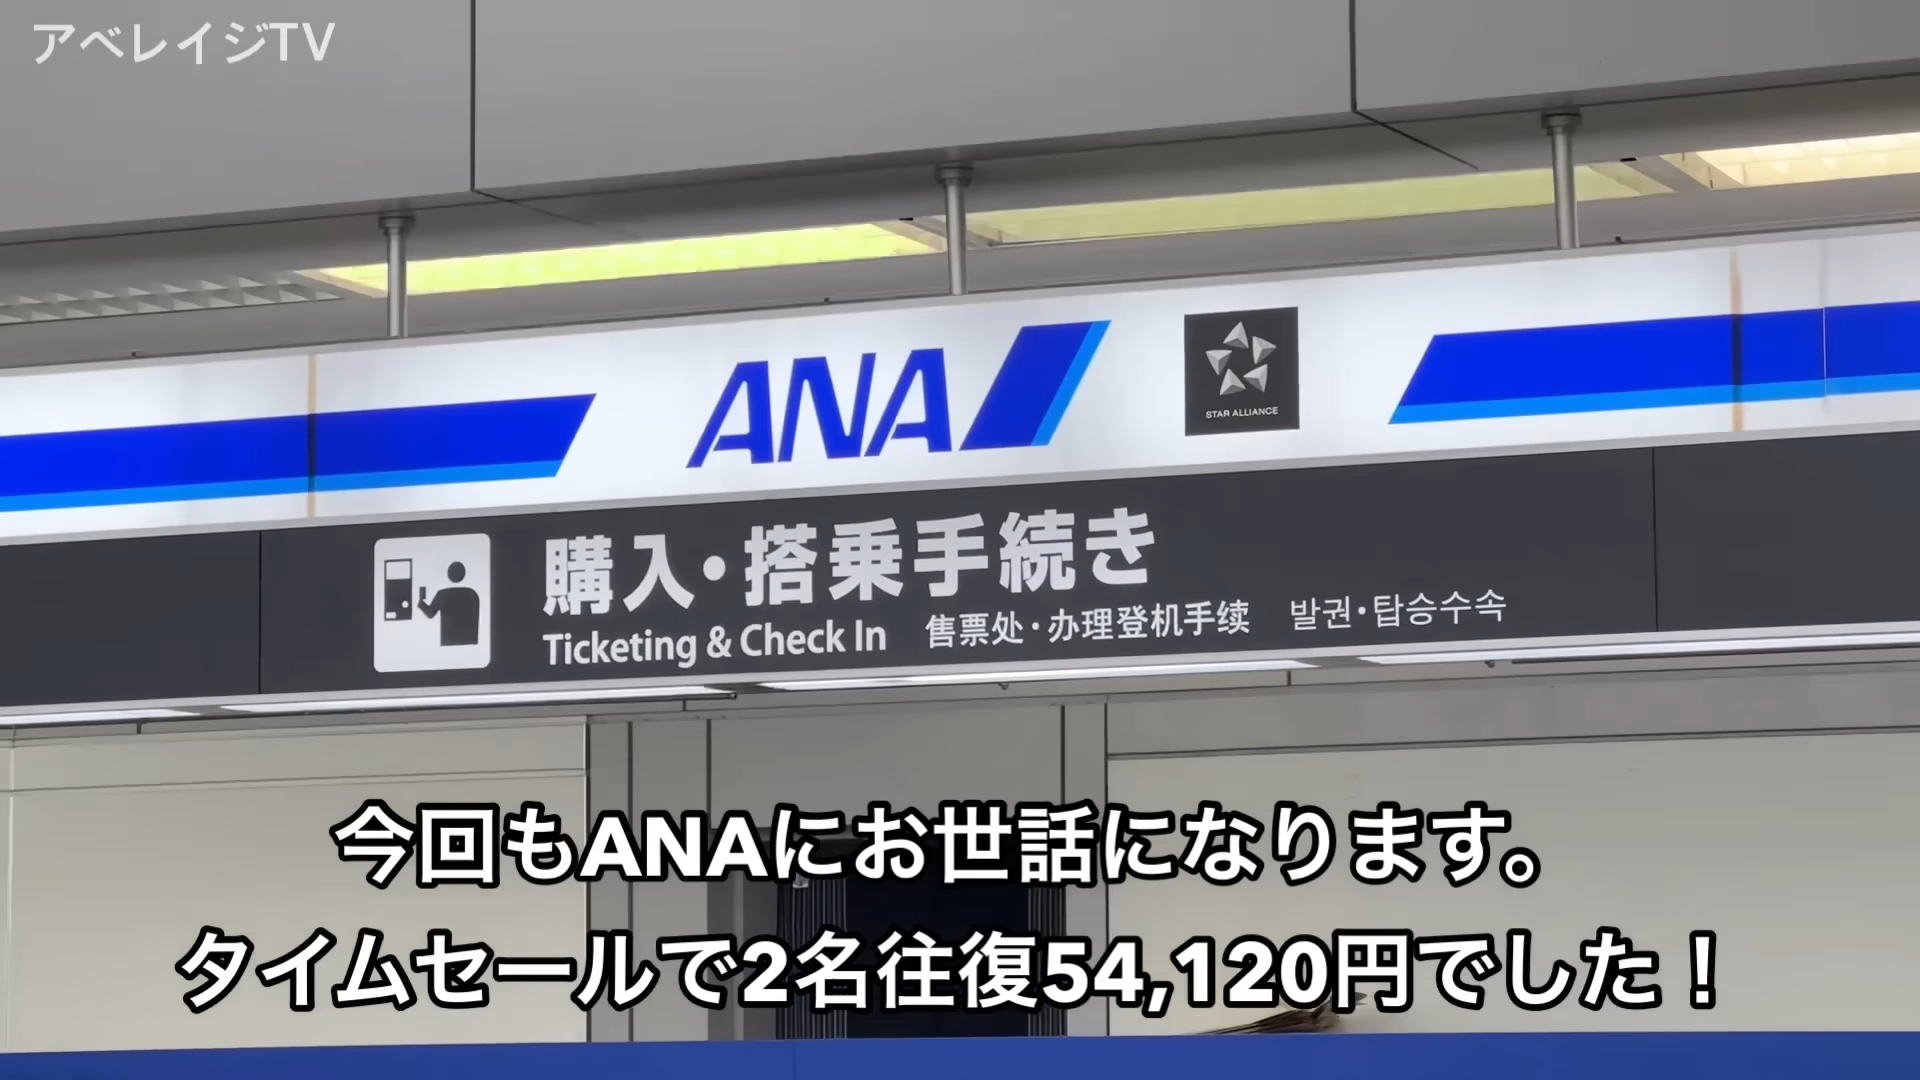 アベレイジTV
ANA
STAR ALLIANCE
購入・搭乗手続き
Ticketing & Check In 售票处・办理登机手续 발권・탑승수속
今回もANAにお世話になります。
タイムセールで2名往復54,120円でした！